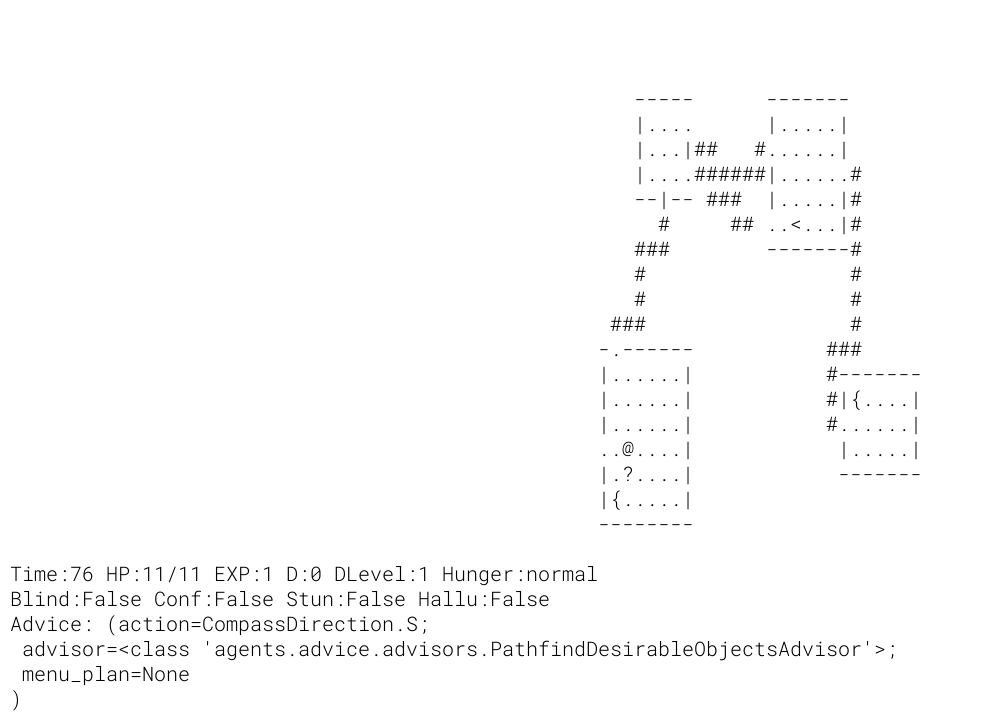 -----      -------
                                           |....      |.....|
                                           |...|##   #......|
                                           |....######|......#
                                           --|-- ###  |.....|#
                                             #     ## ..<...|#
                                           ###        -------#
                                           #                 #
                                           #                 #
                                         ###                 #
                                        -.------           ###
                                        |......|           #-------
                                        |......|           #|{....|
                                        |......|           #......|
                                        ..@....|            |.....|
                                        |.?....|            -------
                                        |{.....|
                                        --------
Time:76 HP:11/11 EXP:1 D:0 DLevel:1 Hunger:normal
Blind:False Conf:False Stun:False Hallu:False
Advice: (action=CompassDirection.S;
 advisor=<class 'agents.advice.advisors.PathfindDesirableObjectsAdvisor'>;
 menu_plan=None
)